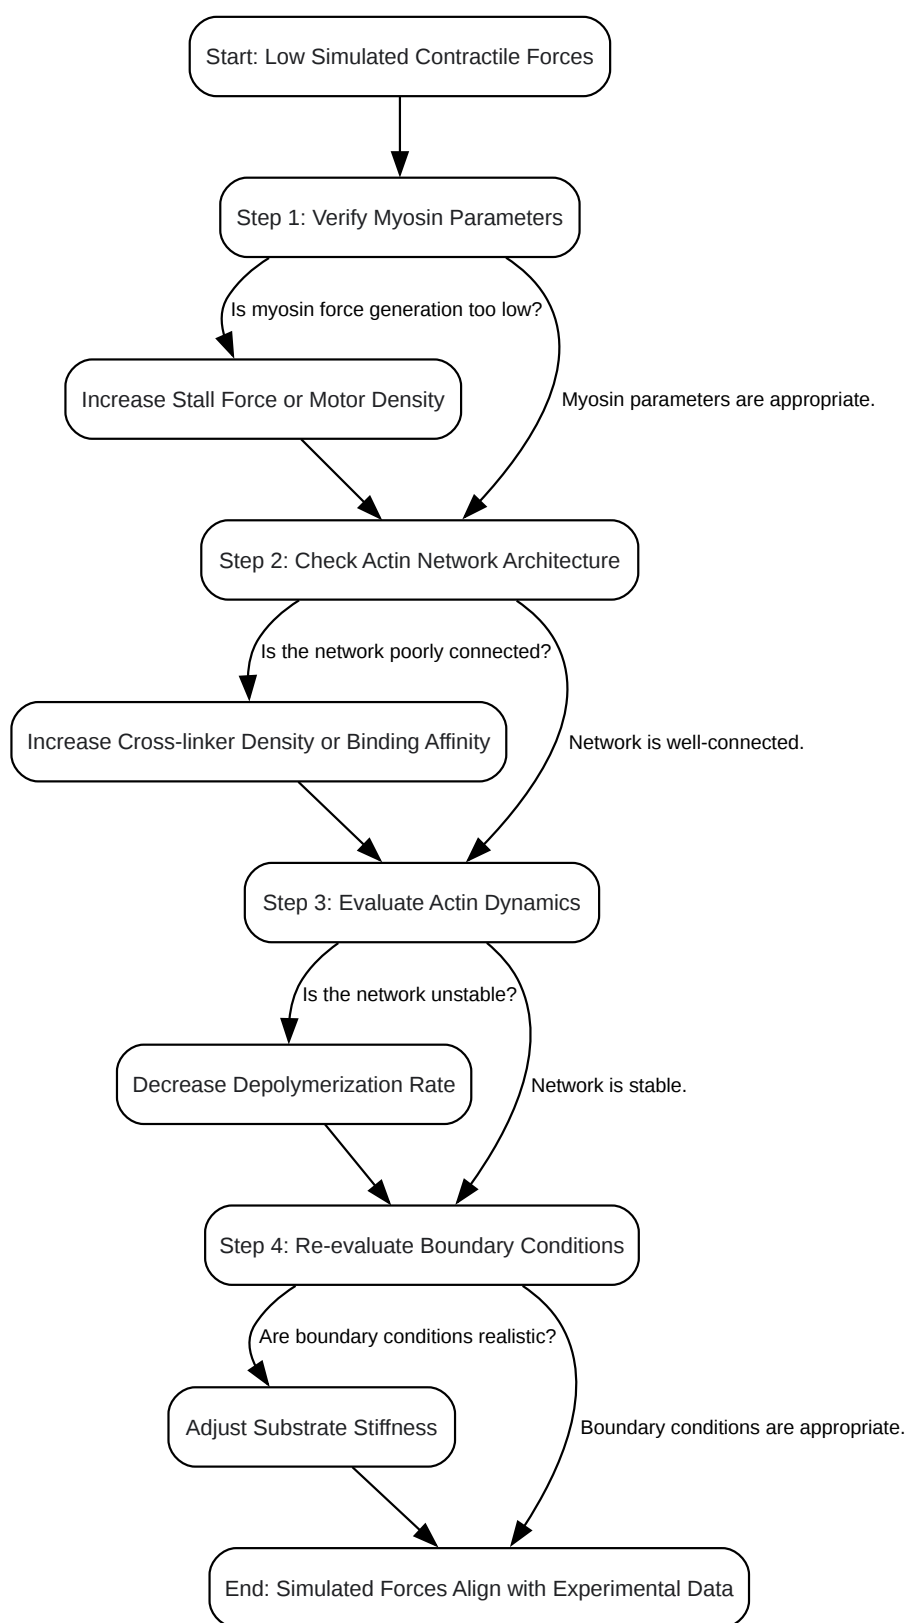 Start: Low Simulated Contractile Forces
Step 1: Verify Myosin Parameters
Is myosin force generation too low?
Increase Stall Force or Motor Density
Myosin parameters are appropriate.
Step 2: Check Actin Network Architecture
Is the network poorly connected?
Increase Cross-linker Density or Binding Affinity
Network is well-connected.
Step 3: Evaluate Actin Dynamics
Is the network unstable?
Decrease Depolymerization Rate
Network is stable.
Step 4: Re-evaluate Boundary Conditions
Are boundary conditions realistic?
Adjust Substrate Stiffness
Boundary conditions are appropriate.
End: Simulated Forces Align with Experimental Data